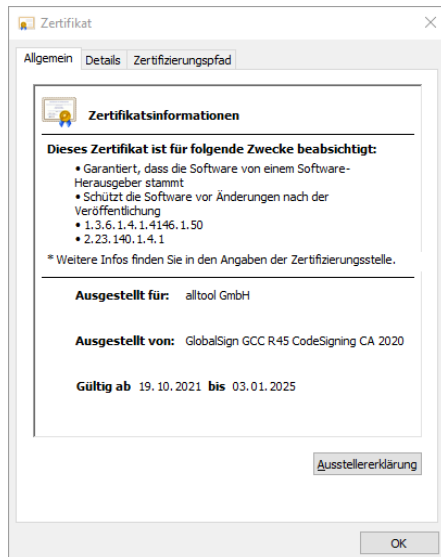 Zertifikat
Allgemein Details Zertifizierungspfad
Zertifikatsinformationen
Dieses Zertifikat ist für folgende Zwecke beabsichtigt:
• Garantiert, dass die Software von einem Software-
Herausgeber stammt
• Schützt die Software vor Änderungen nach der
Veröffentlichung
• 1.3.6.1.4.1.4146.1.50
• 2.23.140.1.4.1
* Weitere Infos finden Sie in den Angaben der Zertifizierungsstelle.
Ausgestellt für: alltool GmbH
Ausgestellt von: GlobalSign GCC R45 CodeSigning CA 2020
Gültig ab 19.10.2021 bis 03.01.2025
Ausstellererklärung
OK